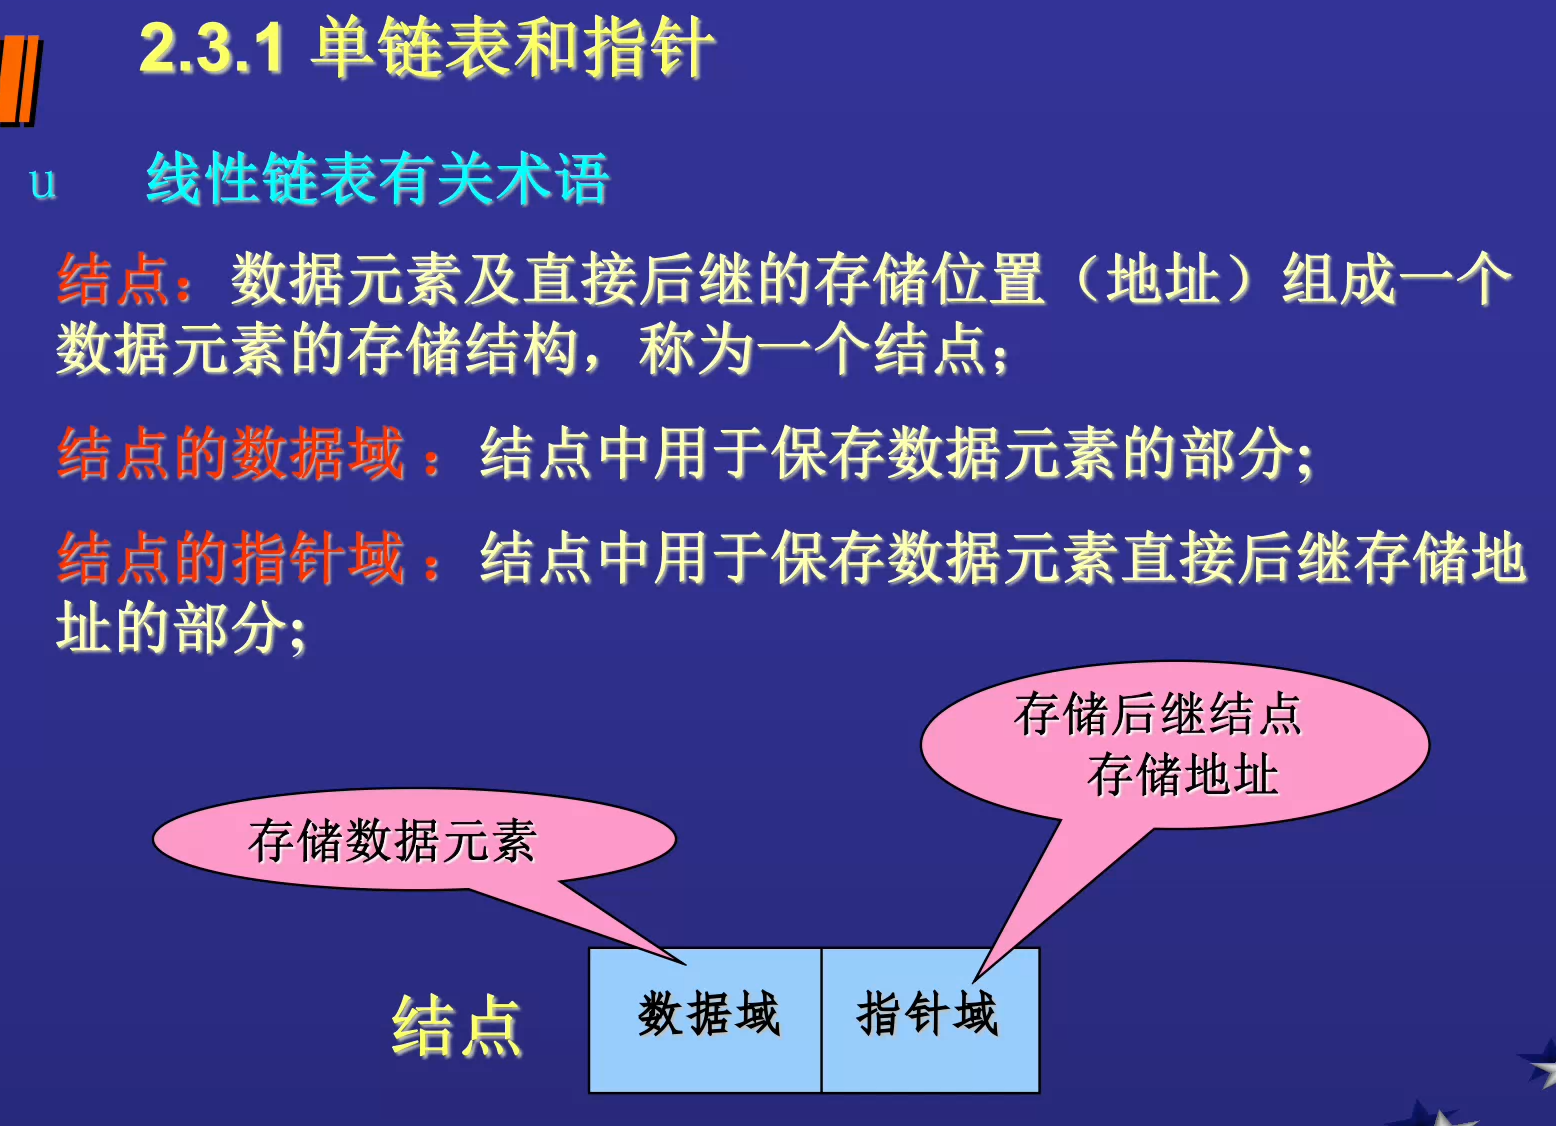 2.3.1 单链表和指针
u 线性链表有关术语
结点：数据元素及直接后继的存储位置（地址）组成一个
数据元素的存储结构，称为一个结点；
结点的数据域 ：结点中用于保存数据元素的部分;
结点的指针域 ：结点中用于保存数据元素直接后继存储地
址的部分;
存储后继结点
存储地址
存储数据元素
结点
数据域
指针域